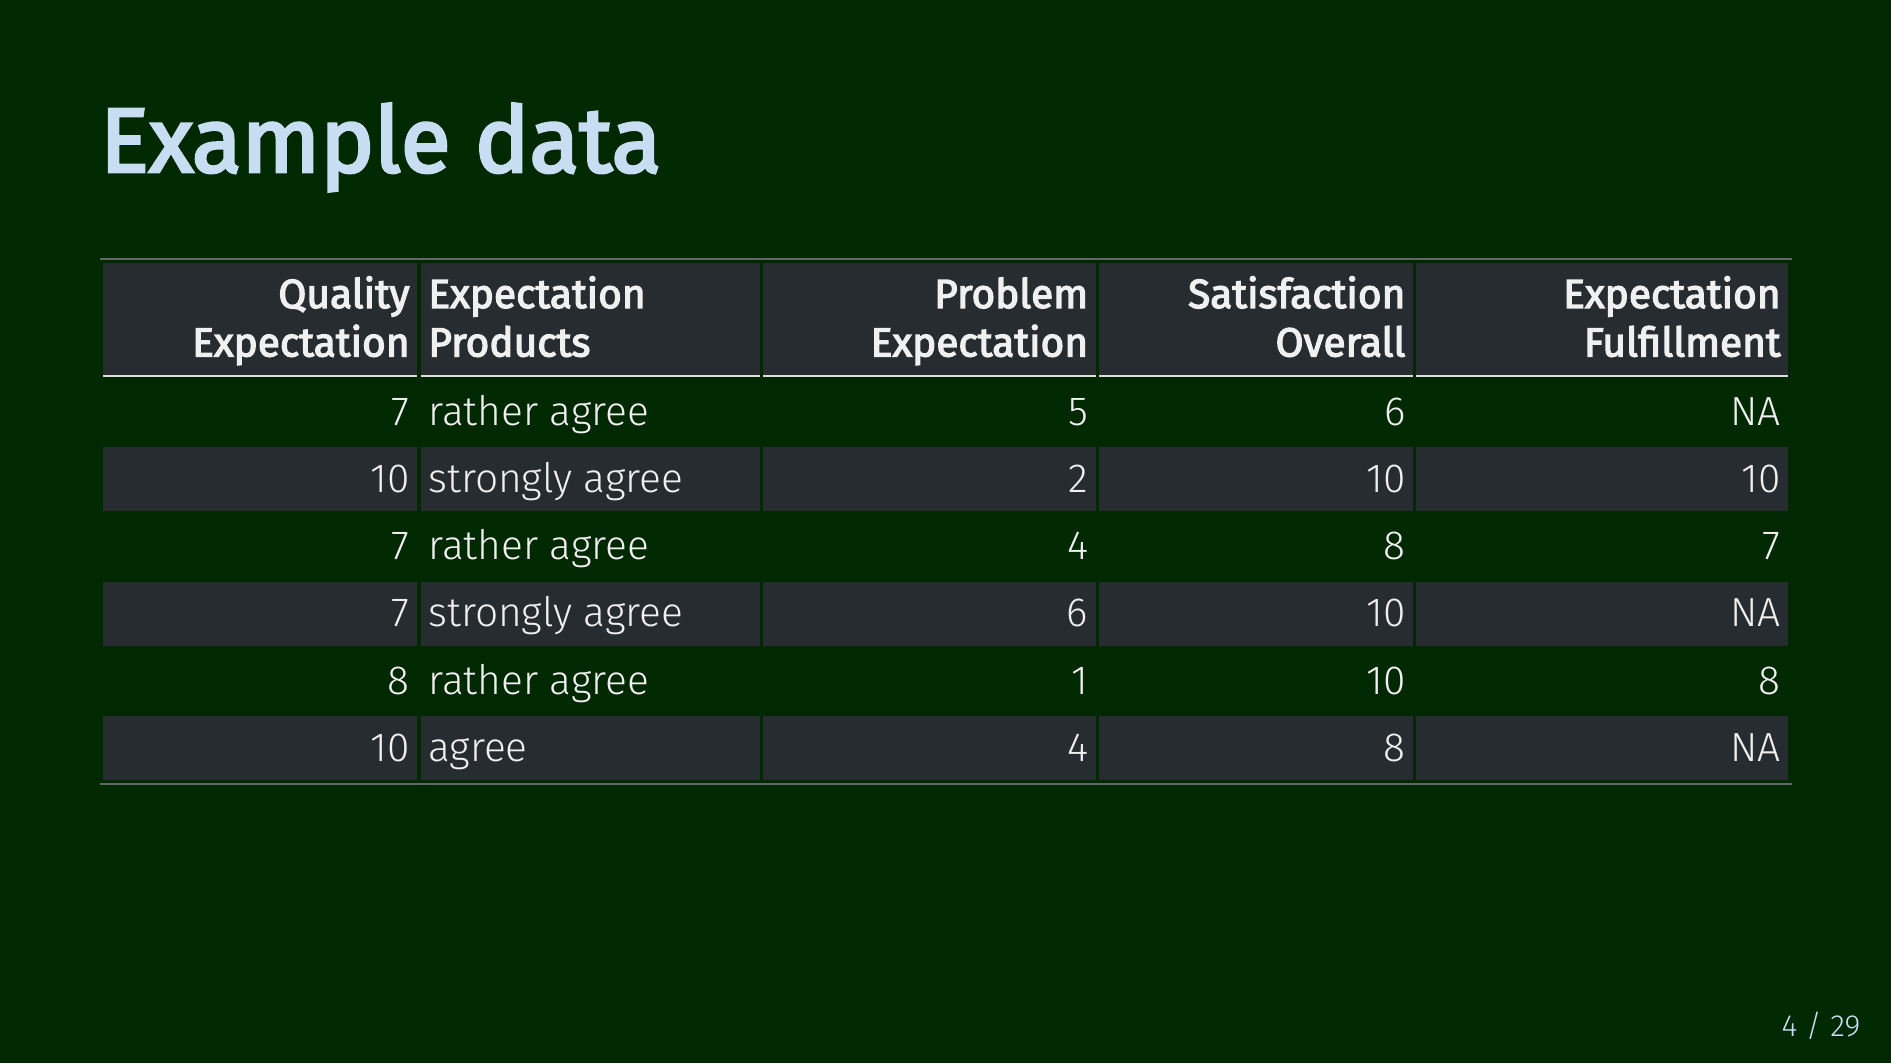 Example data
Quality Expectation Expectation Products Problem Expectation Satisfaction Overall Expectation Fulfillment
7 rather agree 5 6 NA
10 strongly agree 2 10 10
7 rather agree 4 8 7
7 strongly agree 6 10 NA
8 rather agree 1 10 8
10 agree 4 8 NA
4 / 29